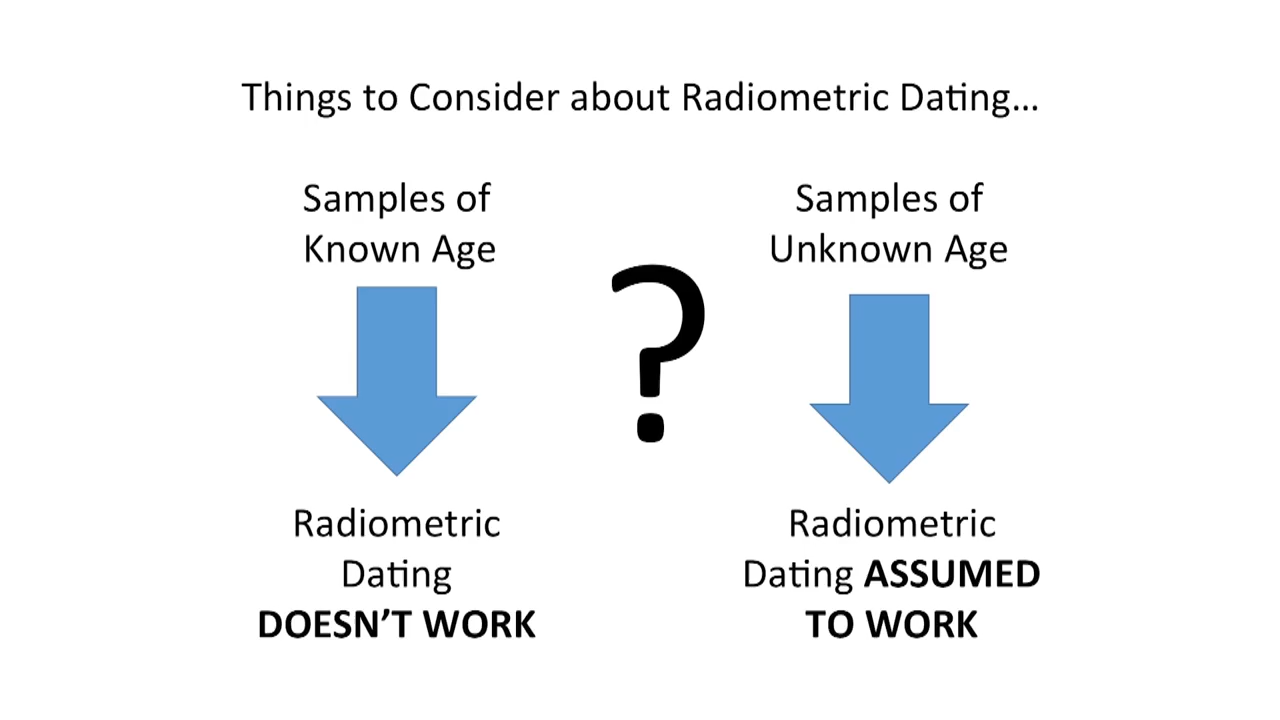 Things to Consider about Radiometric Dating…
Samples of
Known Age
?
Samples of
Unknown Age
Radiometric
Dating
DOESN’T WORK
Radiometric
Dating ASSUMED
TO WORK